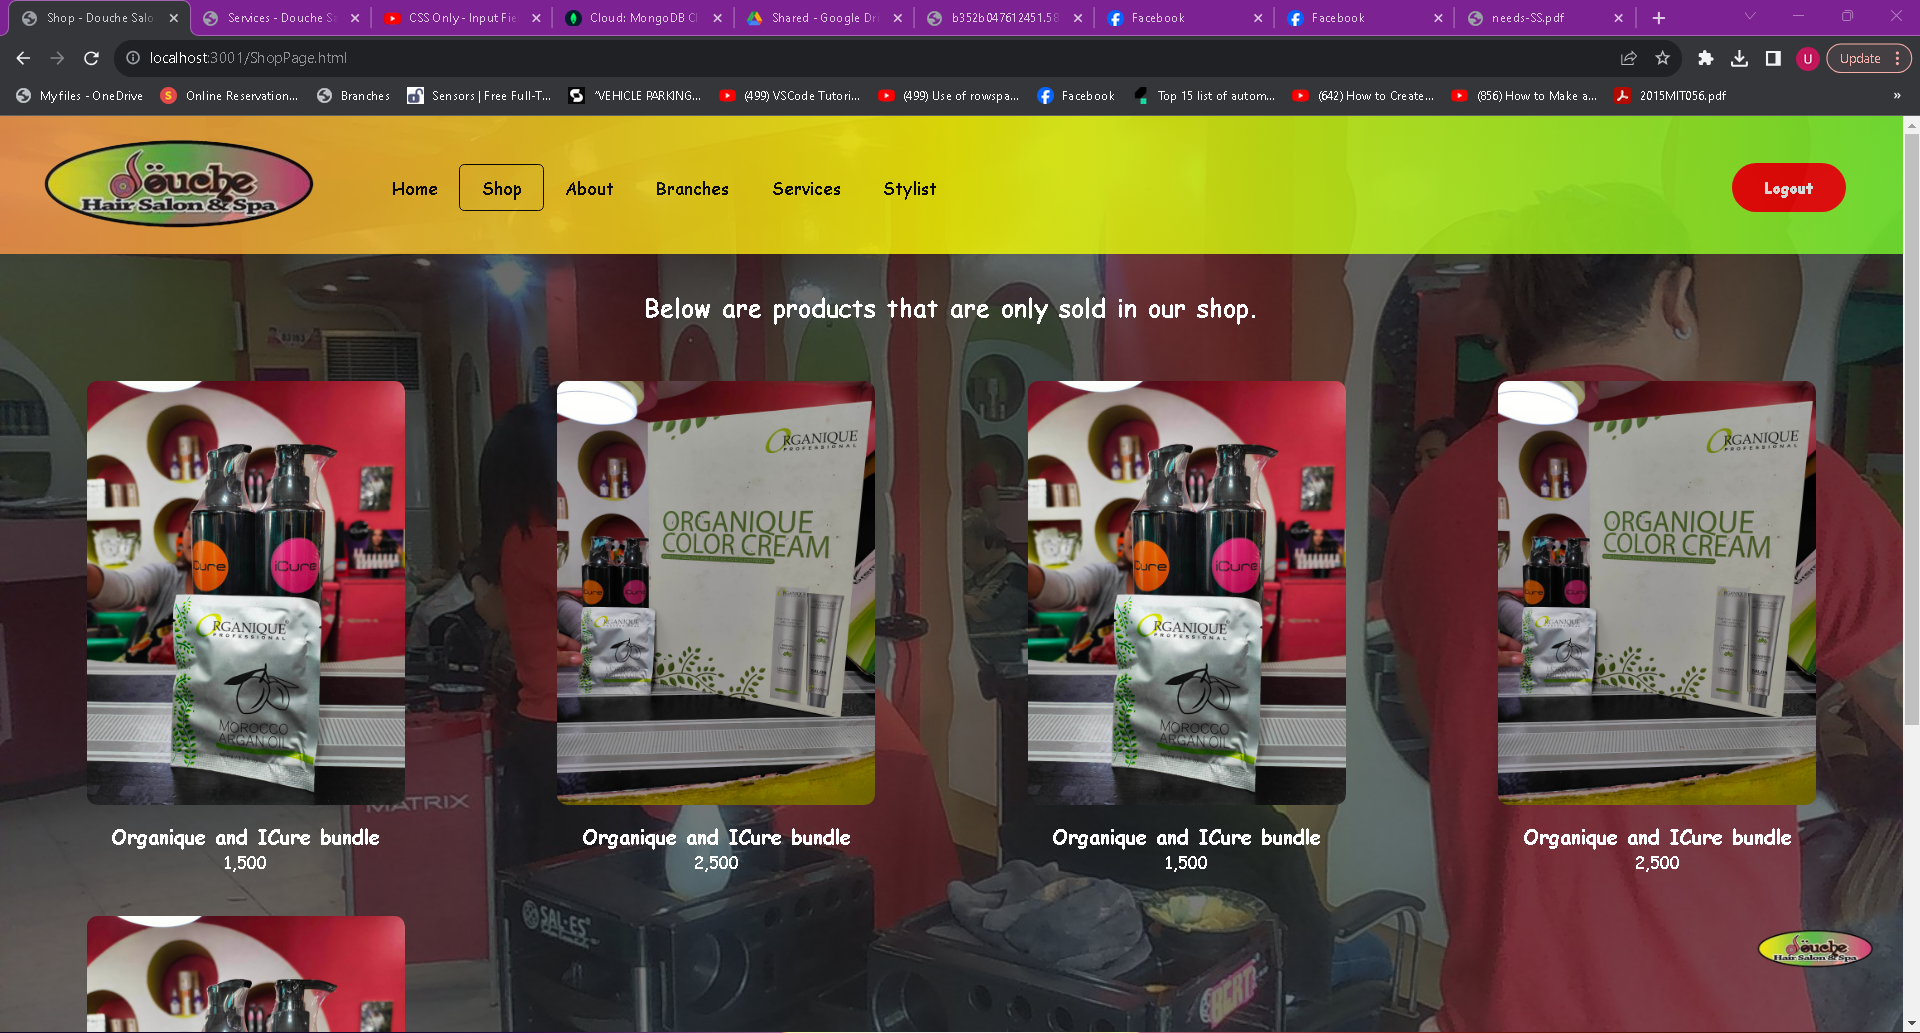 Shop - Douche Salo
Services - Douche Sa
CSS Only - Input Fie
Cloud: MongoDB Cl
Shared - Google Dri
b352b047612451.58
Facebook
Facebook
needs-SS.pdf
localhost:3001/ShopPage.html
U
Update
My files - OneDrive
Online Reservation...
Branches
Sensors | Free Full-T...
"VEHICLE PARKING...
(499) VSCode Tutori...
(499) Use of rowspa...
Facebook
Top 15 list of autom...
(642) How to Create...
(856) How to Make a...
2015MIT056.pdf
»
Döuche
Hair Salon & Spa
Home
Shop
About
Branches
Services
Stylist
Logout
Below are products that are only sold in our shop.
Cure
iCure
ORGANIQUE
PROFESSIONAL
MOROCCO
ARGAN OIL
ORGANIQUE
PROFESSIONAL
ORGANIQUE
COLOR CREAM
Cure
iCure
ORGANIQUE
PROFESSIONAL
MOROCCO
ARGAN OIL
ORGANIQUE
PROFESSIONAL
ORGANIQUE
COLOR CREAM
MATRIX
Organique and ICure bundle
1,500
Organique and ICure bundle
2,500
Organique and ICure bundle
1,500
Organique and ICure bundle
2,500
SAL-ES
Döuche
Hair Salon & Spa